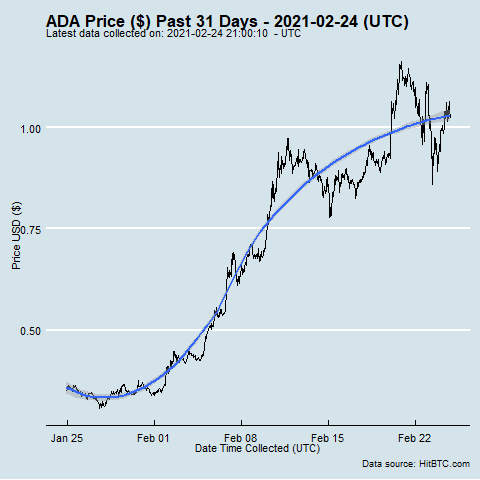 ADA Price ($) Past 31 Days - 2021-02-24 (UTC)
Latest data collected on: 2021-02-24 21:00:10  - UTC
Price USD ($)
1.00
0.75
0.50
Jan 25
Feb 01
Feb 08
Feb 15
Feb 22
Date Time Collected (UTC)
Data source: HitBTC.com